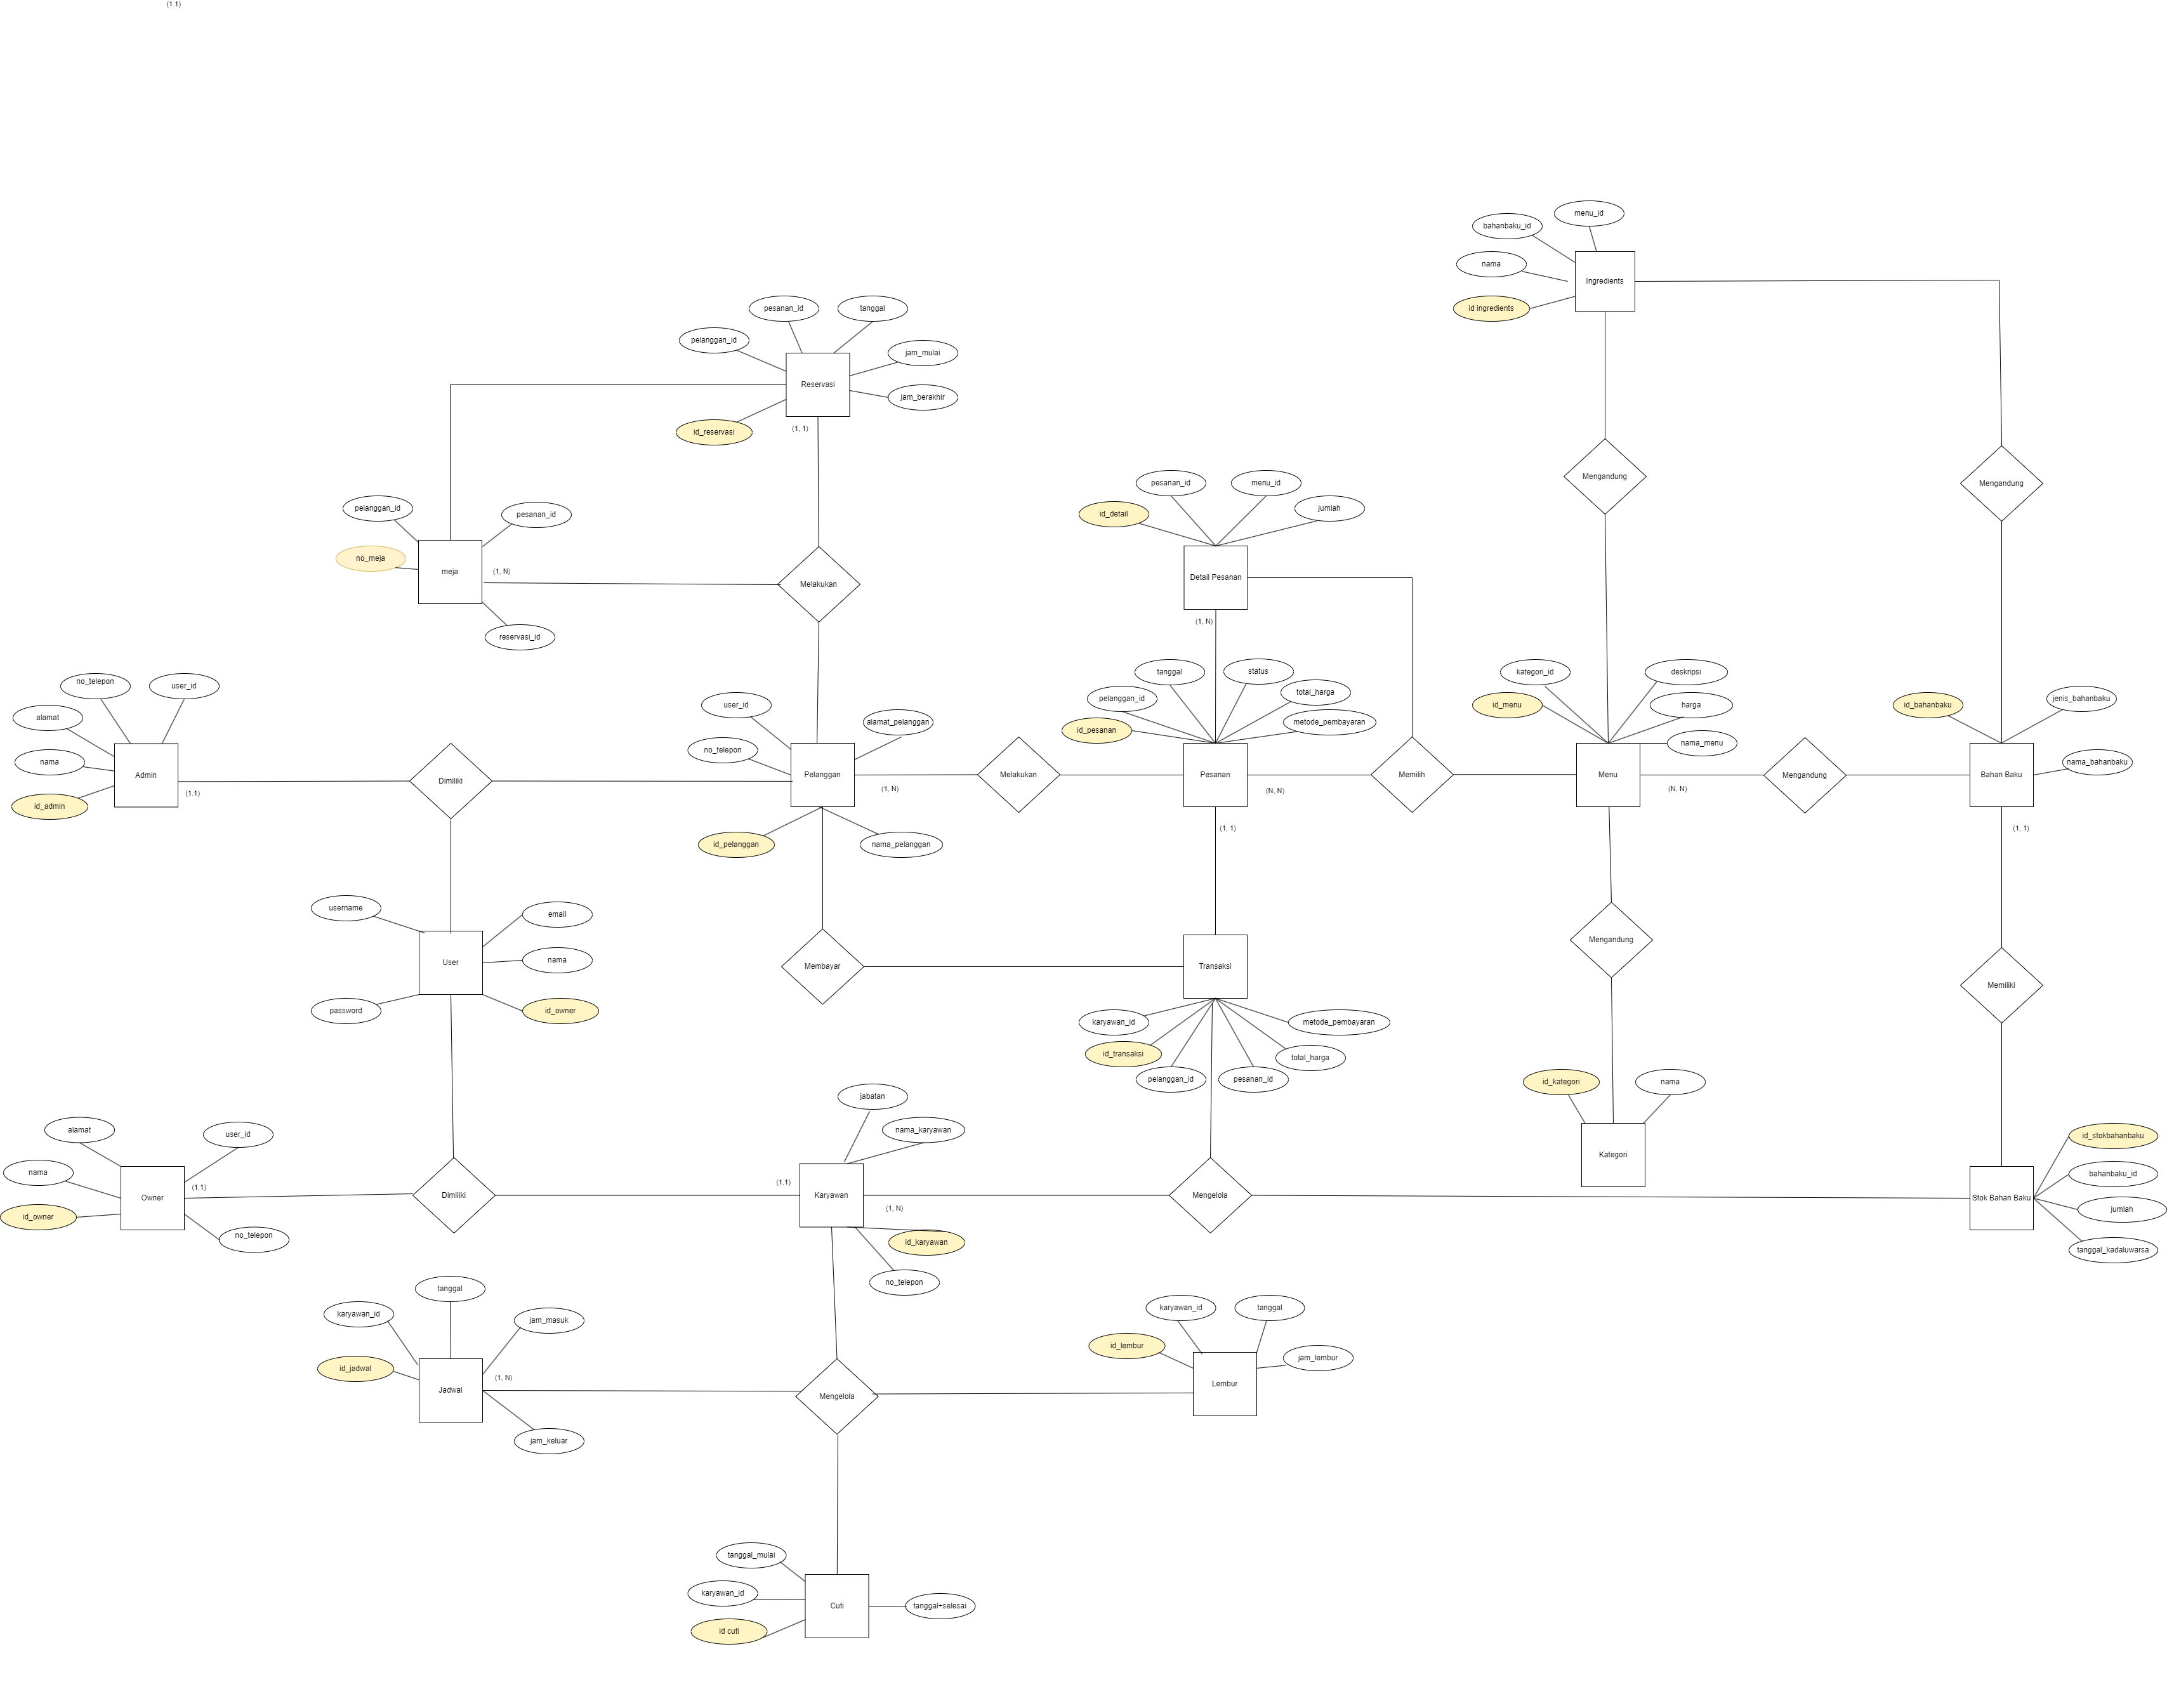 (1.1)
menu_id
bahanbaku_id
nama
Ingredients
id ingredients
pesanan_id
tanggal
pelanggan_id
jam_mulai
Reservasi
jam_berakhir
id_reservasi
(1, 1)
Mengandung
Mengandung
pesanan_id
menu_id
id_detail
jumlah
pelanggan_id
pesanan_id
no_meja
meja
(1, N)
Melakukan
Detail Pesanan
(1, N)
reservasi_id
no_telepon
user_id
alamat
nama
Admin
id_admin
(1.1)
Dimiliki
user_id
alamat_pelanggan
no_telepon
Pelanggan
(1, N)
id_pelanggan
nama_pelanggan
Melakukan
tanggal
status
pelanggan_id
total_harga
id_pesanan
metode_pembayaran
Pesanan
(N, N)
(1, 1)
Memilih
kategori_id
deskripsi
id_menu
harga
nama_menu
Menu
(N, N)
Mengandung
id_bahanbaku
jenis_bahanbaku
nama_bahanbaku
Bahan Baku
(1, 1)
username
email
User
nama
password
id_owner
Membayar
Transaksi
Mengandung
Memiliki
karyawan_id
metode_pembayaran
id_transaksi
total_harga
pelanggan_id
pesanan_id
id_kategori
nama
Kategori
alamat
user_id
nama
Owner
(1.1)
id_owner
no_telepon
Dimiliki
jabatan
nama_karyawan
(1.1)
Karyawan
(1, N)
id_karyawan
no_telepon
Mengelola
id_stokbahanbaku
bahanbaku_id
Stok Bahan Baku
jumlah
tanggal_kadaluwarsa
tanggal
karyawan_id
jam_masuk
id_jadwal
(1, N)
Jadwal
jam_keluar
Mengelola
karyawan_id
tanggal
id_lembur
jam_lembur
Lembur
tanggal_mulai
karyawan_id
Cuti
tanggal+selesai
id cuti